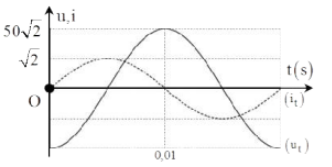 u,i
50√2
√2
t(s)
O
(i_t)
0,01
(u_t)